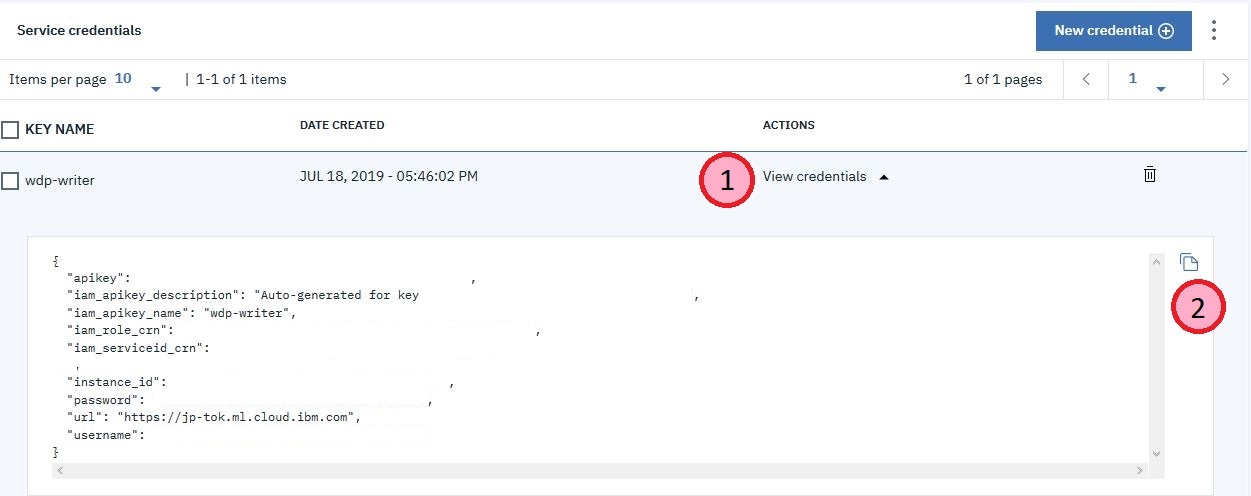 Service credentials
New credential
Items per page 10 | 1-1 of 1 items
1 of 1 pages
1
KEY NAME DATE CREATED ACTIONS
wdp-writer JUL 18, 2019 - 05:46:02 PM 1 View credentials
{
"apikey": ,
"iam_apikey_description": "Auto-generated for key ,
"iam_apikey_name": "wdp-writer",
"iam_role_crn": ,
"iam_serviceid_crn":
,
"instance_id": ,
"password": ,
"url": "https://jp-tok.ml.cloud.ibm.com",
"username":
}
2